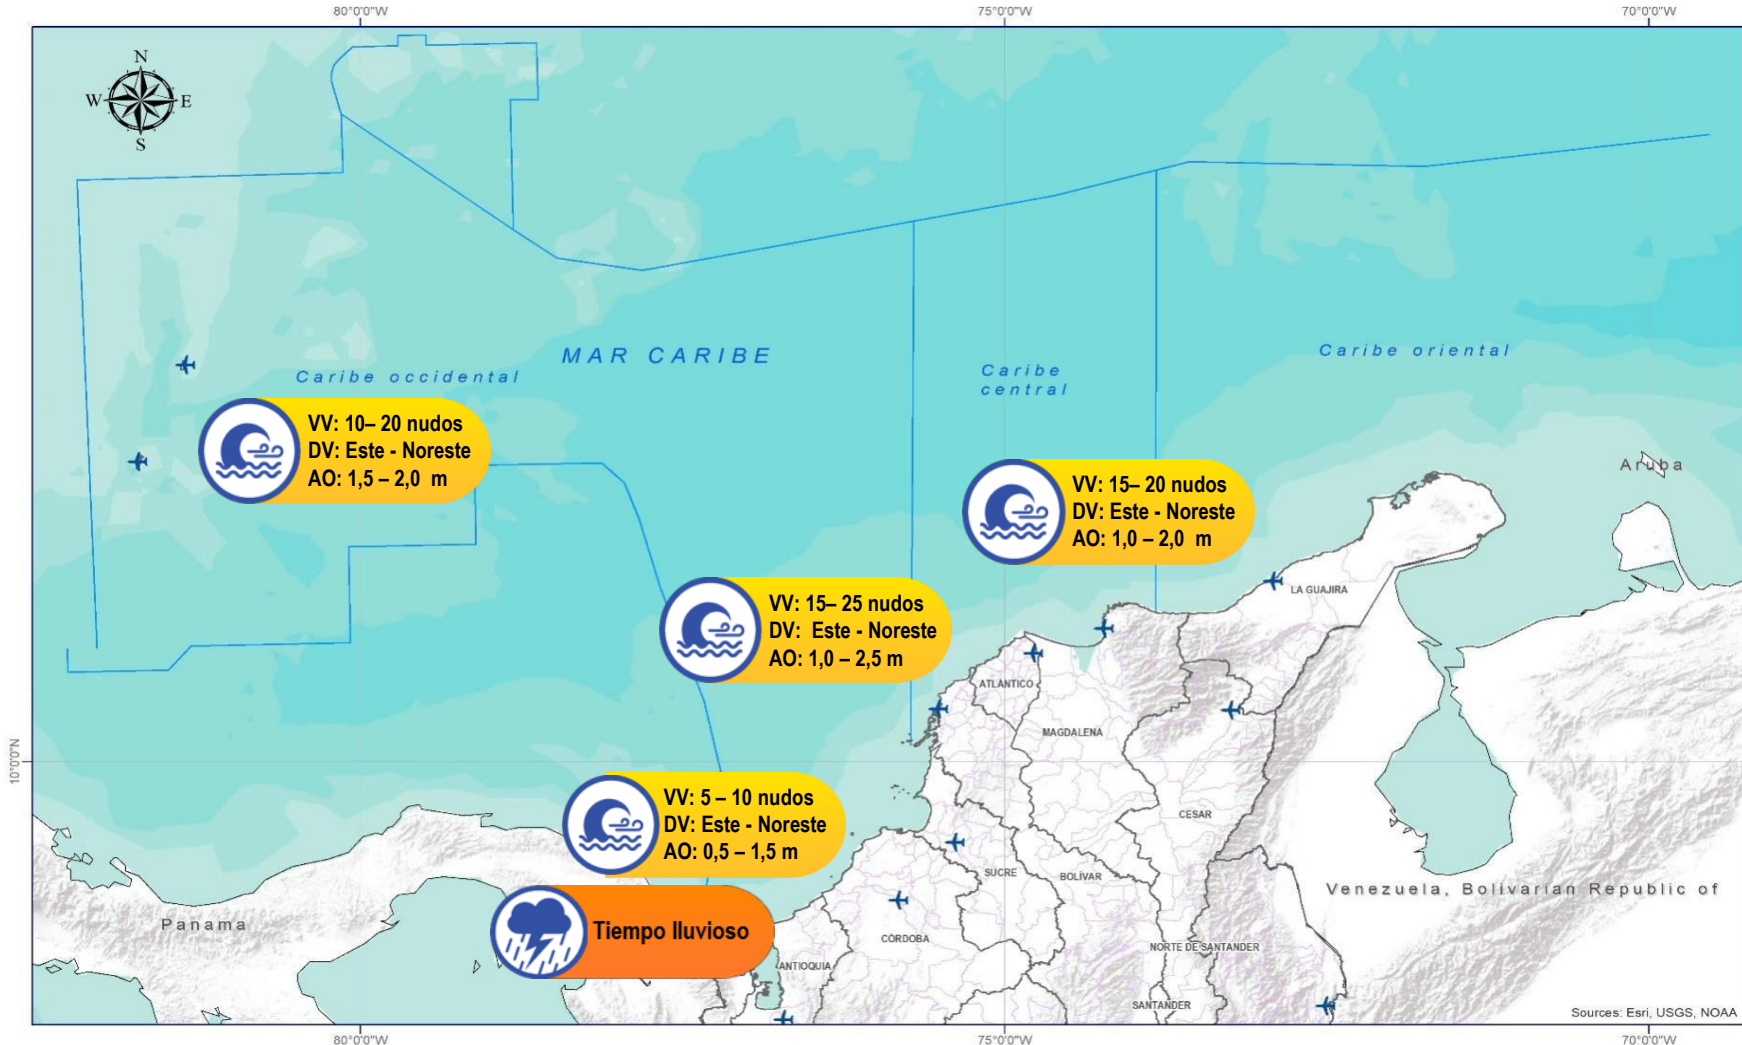 80°0'0"W
75°0'0"W
70°0'0"W
N
W
E
S
MAR CARIBE
Caribe occidental
Caribe
central
Caribe oriental
VV: 10– 20 nudos
DV: Este - Noreste
AO: 1,5 – 2,0 m
VV: 15– 20 nudos
DV: Este - Noreste
AO: 1,0 – 2,0 m
Aruba
LA GUAJIRA
VV: 15– 25 nudos
DV: Este - Noreste
AO: 1,0 – 2,5 m
ATLÁNTICO
MAGDALENA
10°0'0"N
VV: 5 – 10 nudos
DV: Este - Noreste
AO: 0,5 – 1,5 m
CESAR
SUCRE
BOLÍVAR
Venezuela, Bolivarian Republic of
Panama
Tiempo lluvioso
CÓRDOBA
NORTE DE SANTANDER
ANTIOQUIA
SANTANDER
Sources: Esri, USGS, NOAA
80°0'0"W
75°0'0"W
70°0'0"W